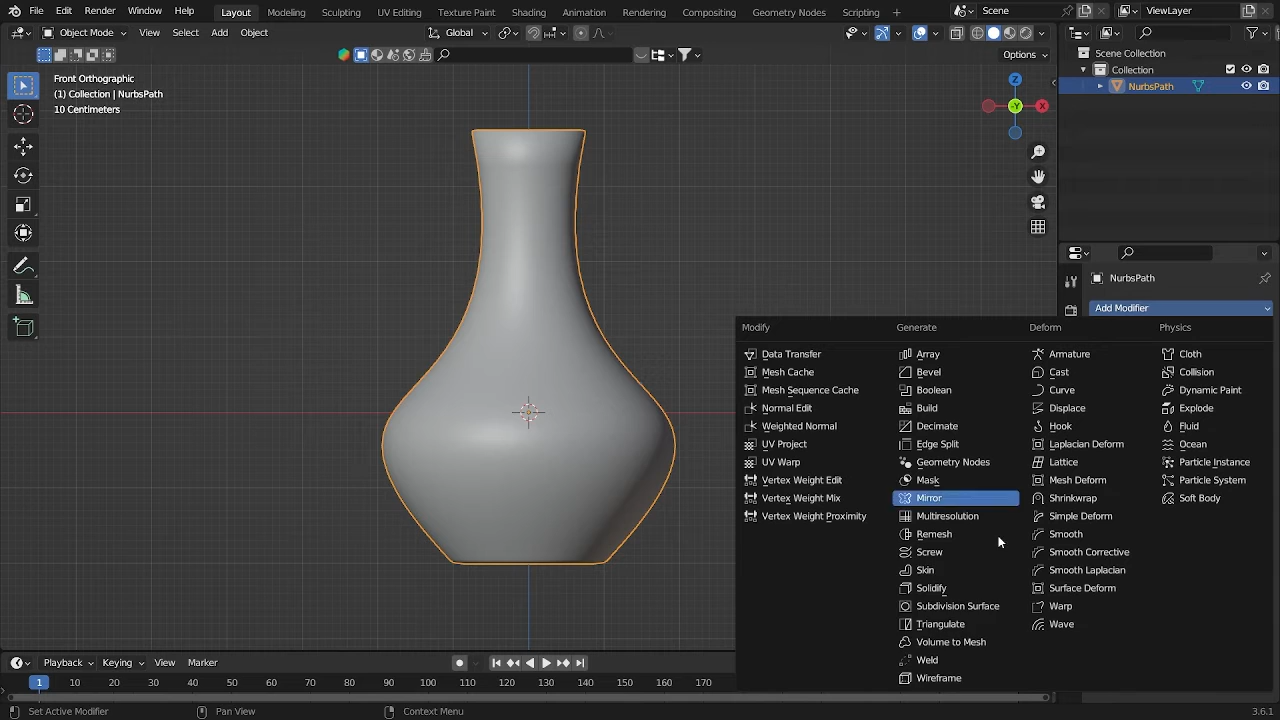 File Edit Render Window Help Layout Modeling Sculpting UV Editing Texture Paint Shading Animation Rendering Compositing Geometry Nodes Scripting + Scene ViewLayer
Object Mode View Select Add Object Global
Options
Scene Collection
Collection
NurbsPath
Front Orthographic
(1) Collection | NurbsPath
10 Centimeters
Z
-Y
X
NurbsPath
Add Modifier
Modify
Data Transfer
Mesh Cache
Mesh Sequence Cache
Normal Edit
Weighted Normal
UV Project
UV Warp
Vertex Weight Edit
Vertex Weight Mix
Vertex Weight Proximity
Generate
Array
Bevel
Boolean
Build
Decimate
Edge Split
Geometry Nodes
Mask
Mirror
Multiresolution
Remesh
Screw
Skin
Solidify
Subdivision Surface
Triangulate
Volume to Mesh
Weld
Wireframe
Deform
Armature
Cast
Curve
Displace
Hook
Laplacian Deform
Lattice
Mesh Deform
Shrinkwrap
Simple Deform
Smooth
Smooth Corrective
Smooth Laplacian
Surface Deform
Warp
Wave
Physics
Cloth
Collision
Dynamic Paint
Explode
Fluid
Ocean
Particle Instance
Particle System
Soft Body
Playback Keying View Marker
1 10 20 30 40 50 60 70 80 90 100 110 120 130 140 150 160 170
Set Active Modifier Pan View Context Menu 3.6.1